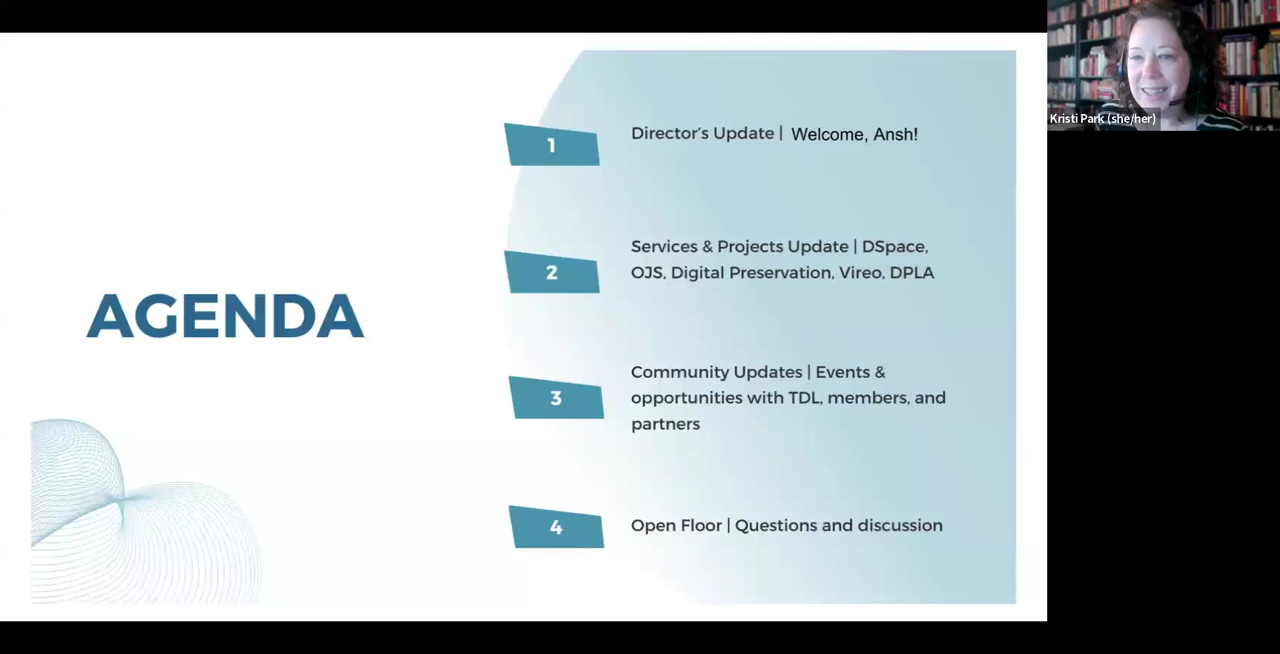 AGENDA
1
Director's Update | Welcome, Ansh!
2
Services & Projects Update | DSpace,
OJS, Digital Preservation, Vireo, DPLA
3
Community Updates | Events &
opportunities with TDL, members, and
partners
4
Open Floor | Questions and discussion
Kristi Park (she/her)